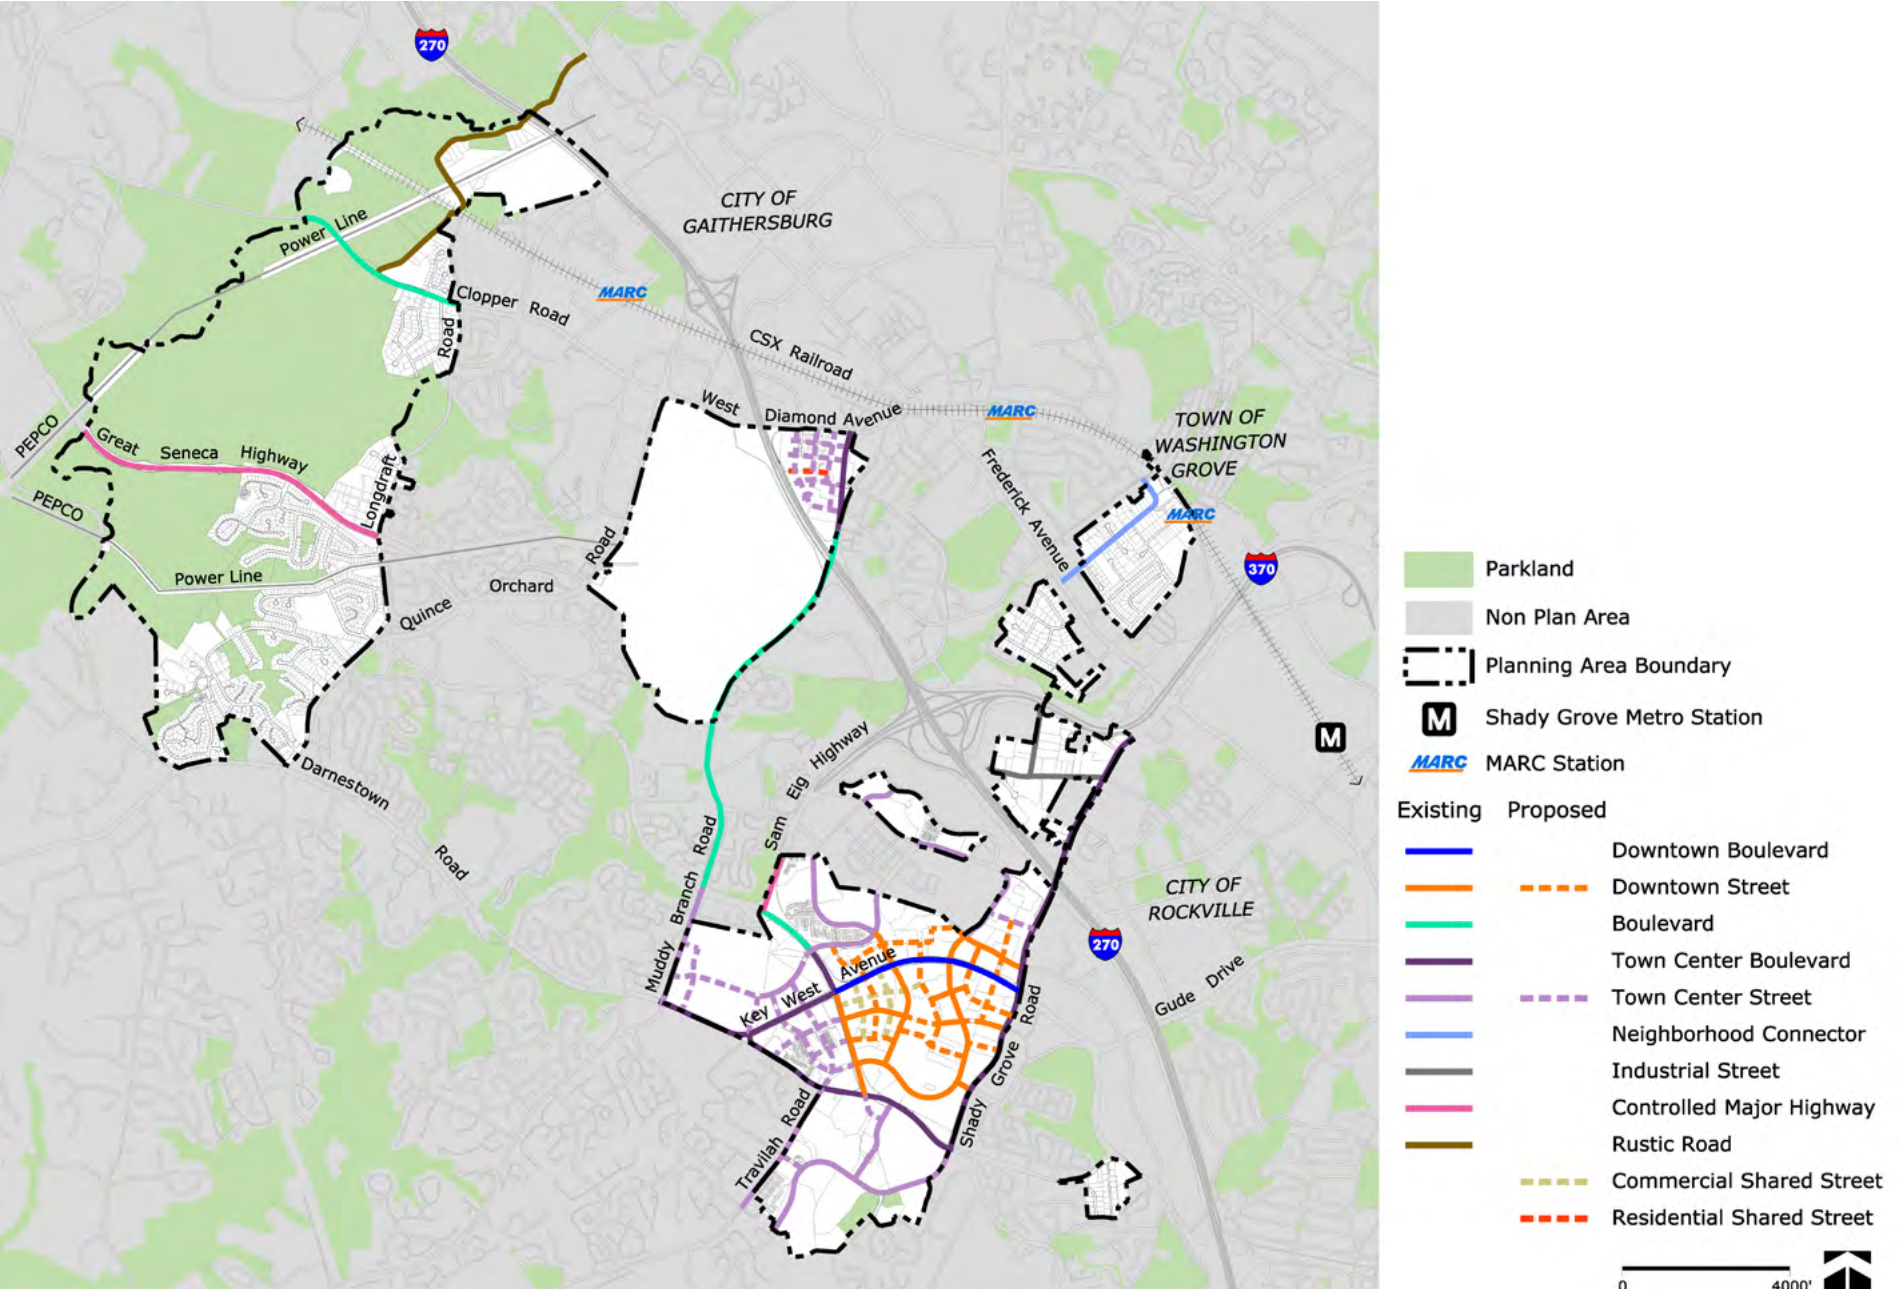 270
CITY OF
GAITHERSBURG
Power Line
Clopper Road
MARC
Road
CSX Railroad
West Diamond Avenue
MARC
TOWN OF
WASHINGTON
GROVE
PEPCO
Great Seneca Highway
Longdraft
Frederick Avenue
MARC
PEPCO
Road
370
Power Line
Quince Orchard
M
Sam Eig Highway
Darnestown Road
Muddy Branch Road
CITY OF
ROCKVILLE
270
Key West Avenue
Gude Drive
Shady Grove Road
Travilah Road
Parkland
Non Plan Area
Planning Area Boundary
M Shady Grove Metro Station
MARC MARC Station
Existing Proposed
Downtown Boulevard
Downtown Street
Boulevard
Town Center Boulevard
Town Center Street
Neighborhood Connector
Industrial Street
Controlled Major Highway
Rustic Road
Commercial Shared Street
Residential Shared Street
0 4000'